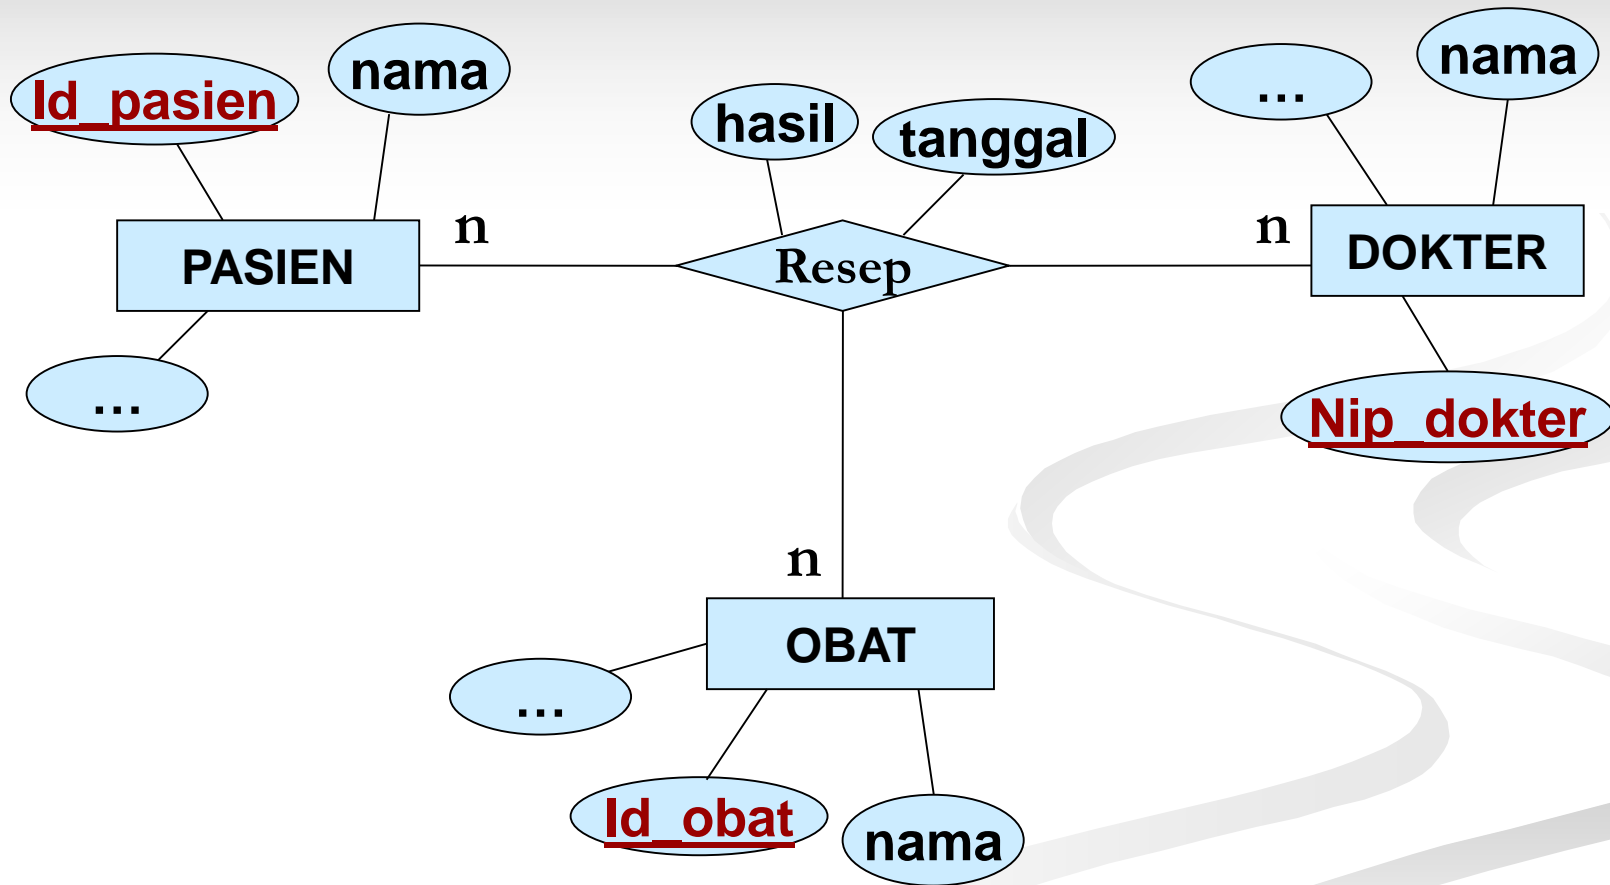 Id_pasien
nama
hasil
tanggal
...
nama
n
n
PASIEN
Resep
DOKTER
...
Nip_dokter
n
OBAT
...
Id_obat
nama